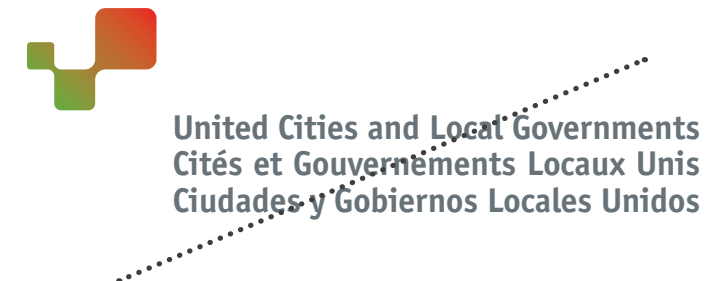 United Cities and Local Governments
Cités et Gouvernements Locaux Unis
Ciudades y Gobiernos Locales Unidos